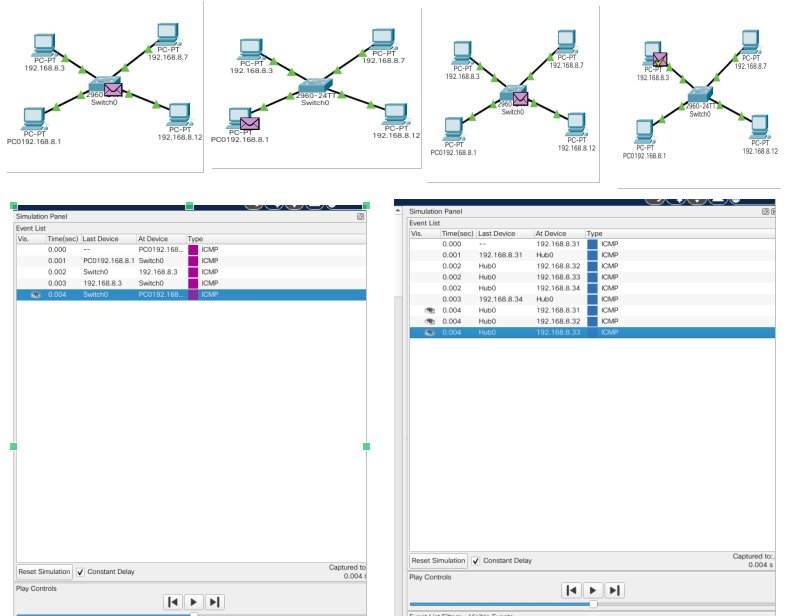 PC-PT
192.168.8.3
PC-PT
192.168.8.7
2960-
Switch0
PC-PT
PC0192.168.8.1
PC-PT
192.168.8.12
PC-PT
192.168.8.3
PC-PT
192.168.8.7
2960-24TT
Switch0
PC-PT
PC0192.168.8.1
PC-PT
192.168.8.12
PC-PT
192.168.8.3
PC-PT
192.168.8.7
2960-
Switch0
PC-PT
PC0192.168.8.1
PC-PT
192.168.8.12
PC-PT
192.168.8.3
PC-PT
192.168.8.7
2960-24TT
Switch0
PC-PT
PC0192.168.8.1
PC-PT
192.168.8.12
Simulation Panel
Event List
Vis. Time(sec) Last Device At Device Type
0.000 -- PC0192.168... ICMP
0.001 PC0192.168.8.1 Switch0 ICMP
0.002 Switch0 192.168.8.3 ICMP
0.003 192.168.8.3 Switch0 ICMP
0.004 Switch0 PC0192.168... ICMP
Reset Simulation Constant Delay Captured to
0.004 s
Play Controls
Simulation Panel
Event List
Vis. Time(sec) Last Device At Device Type
0.000 -- 192.168.8.31 ICMP
0.001 192.168.8.31 Hub0 ICMP
0.002 Hub0 192.168.8.32 ICMP
0.002 Hub0 192.168.8.33 ICMP
0.002 Hub0 192.168.8.34 ICMP
0.003 192.168.8.34 Hub0 ICMP
0.004 Hub0 192.168.8.31 ICMP
0.004 Hub0 192.168.8.32 ICMP
0.004 Hub0 192.168.8.33 ICMP
Reset Simulation Constant Delay Captured to:
0.004 s
Play Controls
Event List Filters - Visible Events